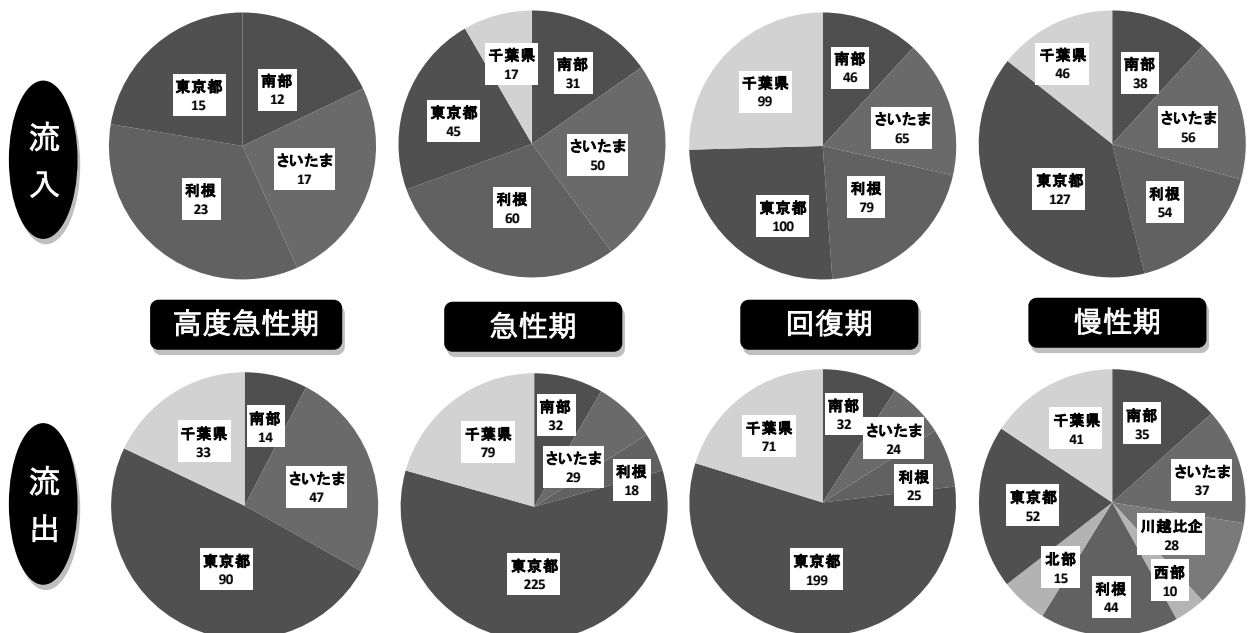 流入
南部
12
さいたま
17
利根
23
東京都
15
南部
31
さいたま
50
利根
60
東京都
45
千葉県
17
南部
46
さいたま
65
利根
79
東京都
100
千葉県
99
南部
38
さいたま
56
利根
54
東京都
127
千葉県
46
高度急性期
急性期
回復期
慢性期
流出
南部
14
さいたま
47
東京都
90
千葉県
33
南部
32
さいたま
29
利根
18
東京都
225
千葉県
79
南部
32
さいたま
24
利根
25
東京都
199
千葉県
71
南部
35
さいたま
37
川越比企
28
西部
10
利根
44
北部
15
東京都
52
千葉県
41